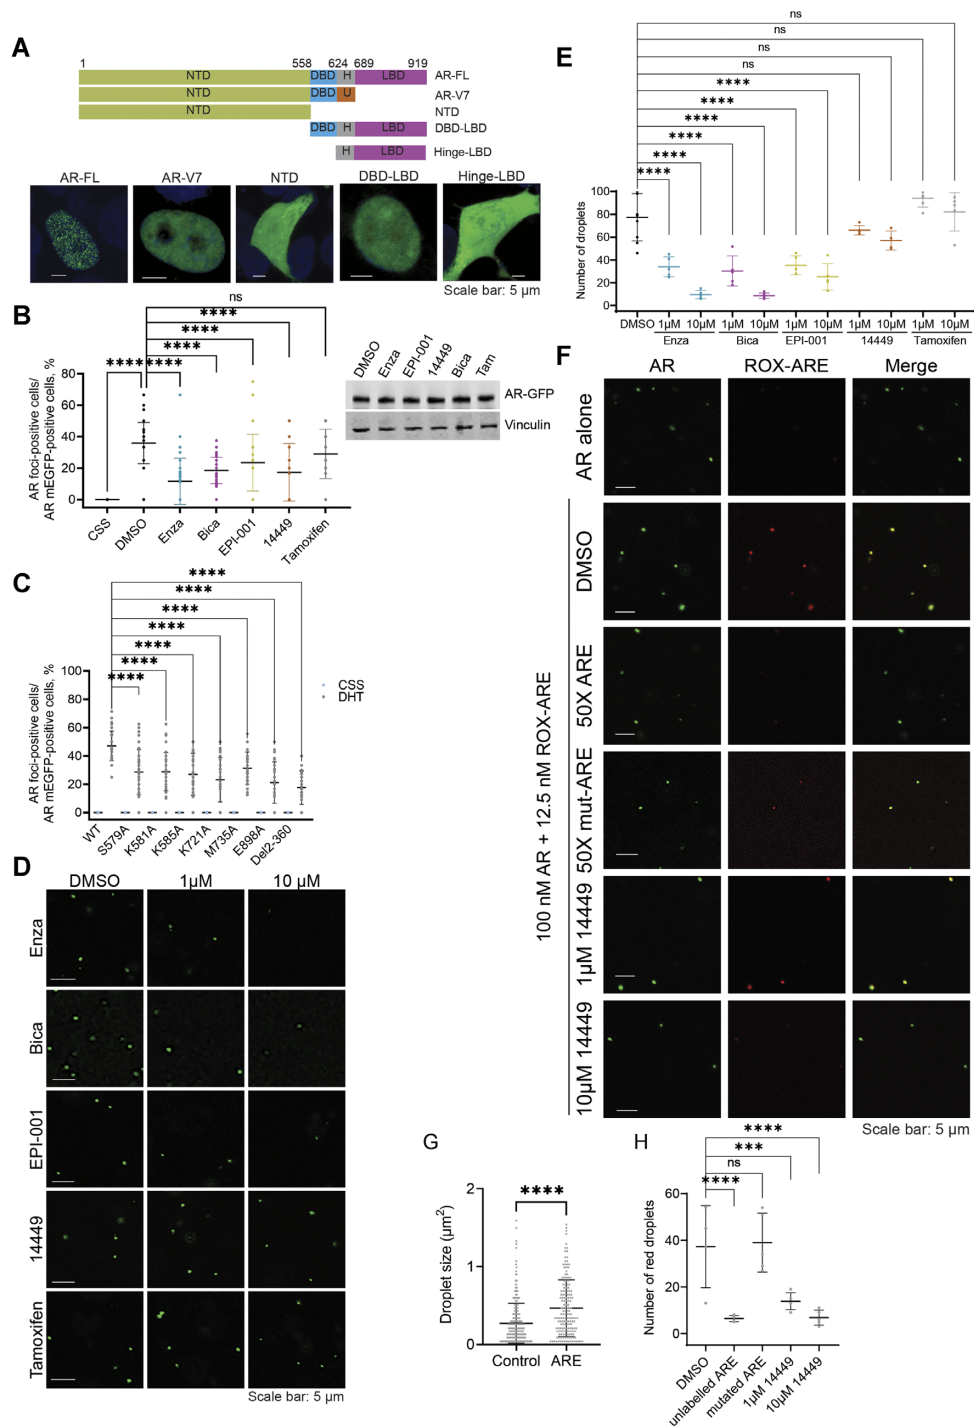 A
1 558 624 689 919
NTD DBD H LBD AR-FL
NTD DBD U AR-V7
NTD NTD
DBD H LBD DBD-LBD
H LBD Hinge-LBD
AR-FL AR-V7 NTD DBD-LBD Hinge-LBD
Scale bar: 5 µm
B
ns
****
****
****
**** ****
AR foci-positive cells/
AR mEGFP-positive cells, %
80
60
40
20
0
CSS DMSO Enza Bica EPI-001 14449 Tamoxifen
DMSO Enza EPI-001 14449 Bica Tam
AR-GFP
Vinculin
C
****
****
****
****
****
****
****
AR foci-positive cells/
AR mEGFP-positive cells, %
100
80
60
40
20
0
CSS
DHT
WT S579A K581A K585A K721A M735A E898A Del2-360
D
DMSO 1µM 10 µM
Enza
Bica
EPI-001
14449
Tamoxifen
Scale bar: 5 µm
E
ns
ns
ns
ns
****
****
****
****
****
****
Number of droplets
100
80
60
40
20
0
DMSO 1µM 10µM 1µM 10µM 1µM 10µM 1µM 10µM 1µM 10µM
Enza Bica EPI-001 14449 Tamoxifen
F
AR ROX-ARE Merge
AR alone
100 nM AR + 12.5 nM ROX-ARE
DMSO
50X ARE
50X mut-ARE
1µM 14449
10µM 14449
Scale bar: 5 µm
G
****
Droplet size (µm²)
2
1
0
Control ARE
H
****
***
ns
****
Number of red droplets
60
40
20
0
DMSO unlabelled ARE mutated ARE 1µM 14449 10µM 14449